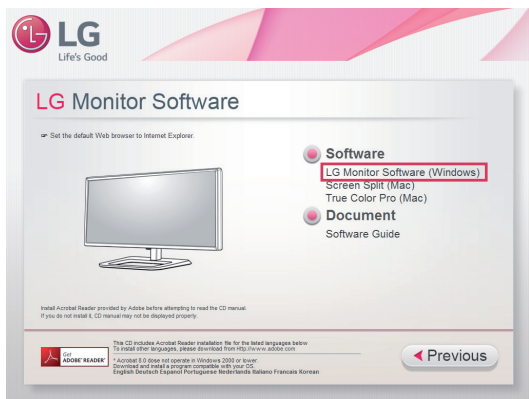 LG
Life's Good
LG Monitor Software
☞ Set the default Web browser to Internet Explorer.
Software
LG Monitor Software (Windows)
Screen Split (Mac)
True Color Pro (Mac)
Document
Software Guide
Install Acrobat Reader provided by Adobe before attempting to read the CD manual.
If you do not install it, CD manual may not be displayed properly.
Get
ADOBE® READER®
This CD includes Acrobat Reader installation file for the listed languages below
To install other languages, please download from http://www.adobe.com
* Acrobat 8.0 dose not operate in Windows 2000 or lower.
Download and install a program compatible with your OS.
English Deutsch Espanol Portuguese Nederlands Italiano Francais Korean
Previous